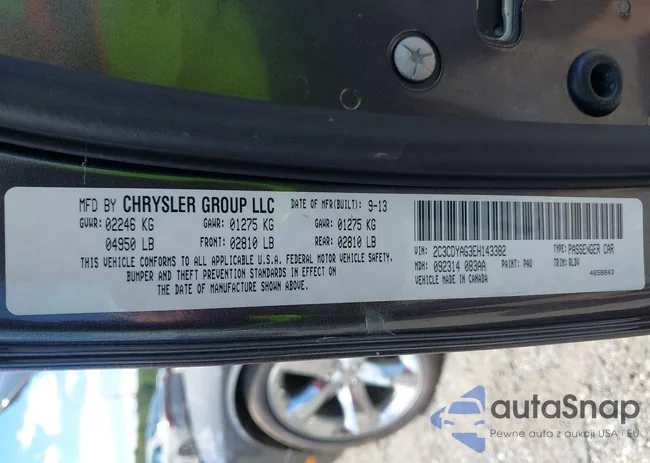 MFD BY CHRYSLER GROUP LLC DATE OF MFR(BUILT): 9-13
GVWR: 02246 KG GAWR: 01275 KG GAWR: 01275 KG
04950 LB FRONT: 02810 LB REAR: 02810 LB
THIS VEHICLE CONFORMS TO ALL APPLICABLE U.S.A. FEDERAL MOTOR VEHICLE SAFETY,
BUMPER AND THEFT PREVENTION STANDARDS IN EFFECT ON
THE DATE OF MANUFACTURE SHOWN ABOVE.
VIN: 2C3CDYAG3EH143382 TYPE: PASSENGER CAR
MDH: 092314 083AA PAINT: PAU TRIM: RLDV
VEHICLE MADE IN CANADA 4658643
autoSnap
Pewne auta z aukcji USA i EU